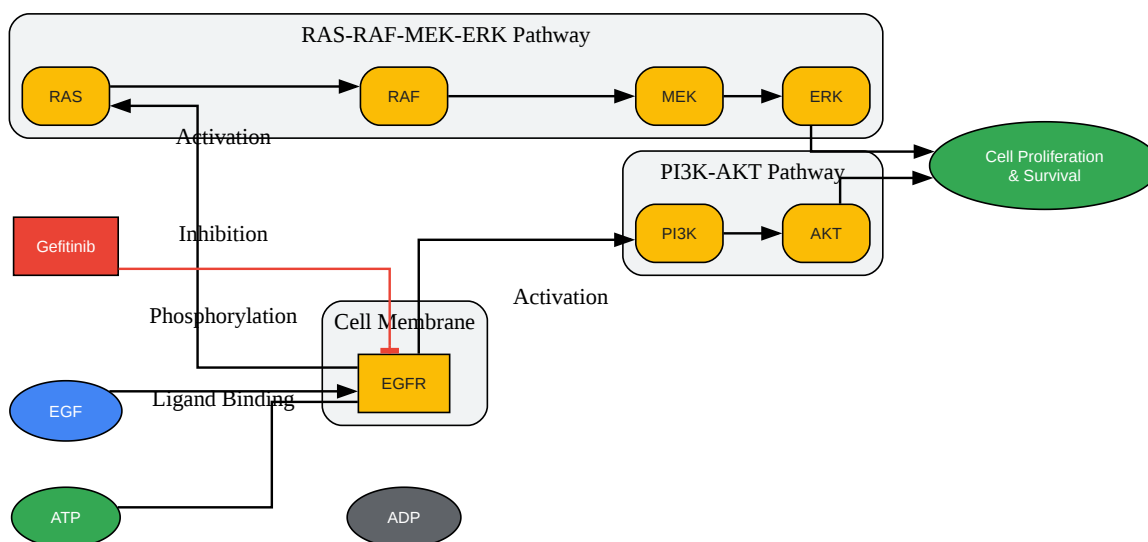 RAS-RAF-MEK-ERK Pathway
RAS
RAF
MEK
ERK
Activation
Cell Proliferation
& Survival
PI3K-AKT Pathway
PI3K
AKT
Gefitinib
Inhibition
Activation
Phosphorylation
Cell Membrane
EGFR
EGF
Ligand Binding
ATP
ADP